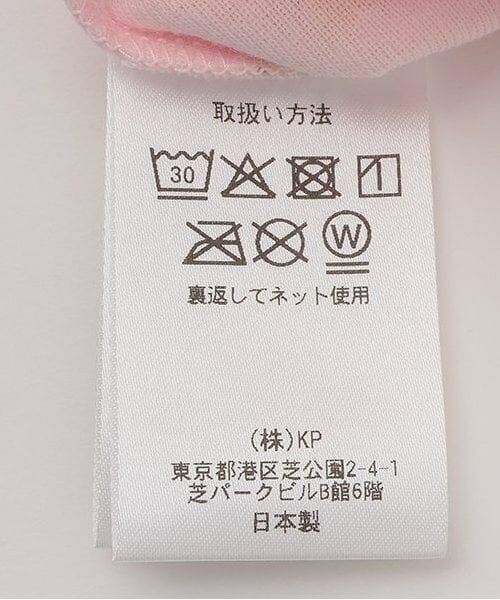 取扱い方法
30
W
裏返してネット使用
(株)KP
東京都港区芝公園2-4-1
芝パークビルB館6階
日本製